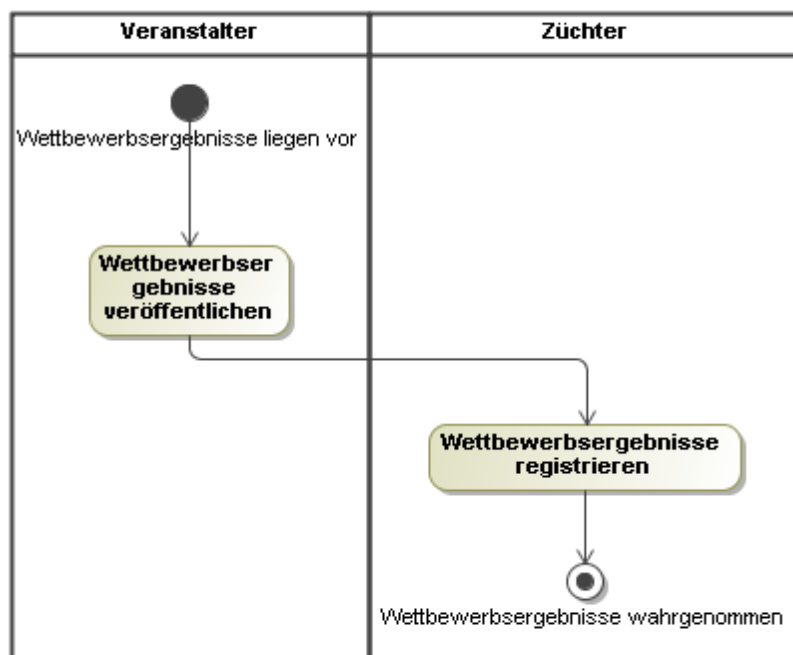 Veranstalter
Züchter
Wettbewerbsergebnisse liegen vor
Wettbewerbser
gebnisse
veröffentlichen
Wettbewerbsergebnisse
registrieren
Wettbewerbsergebnisse wahrgenommen